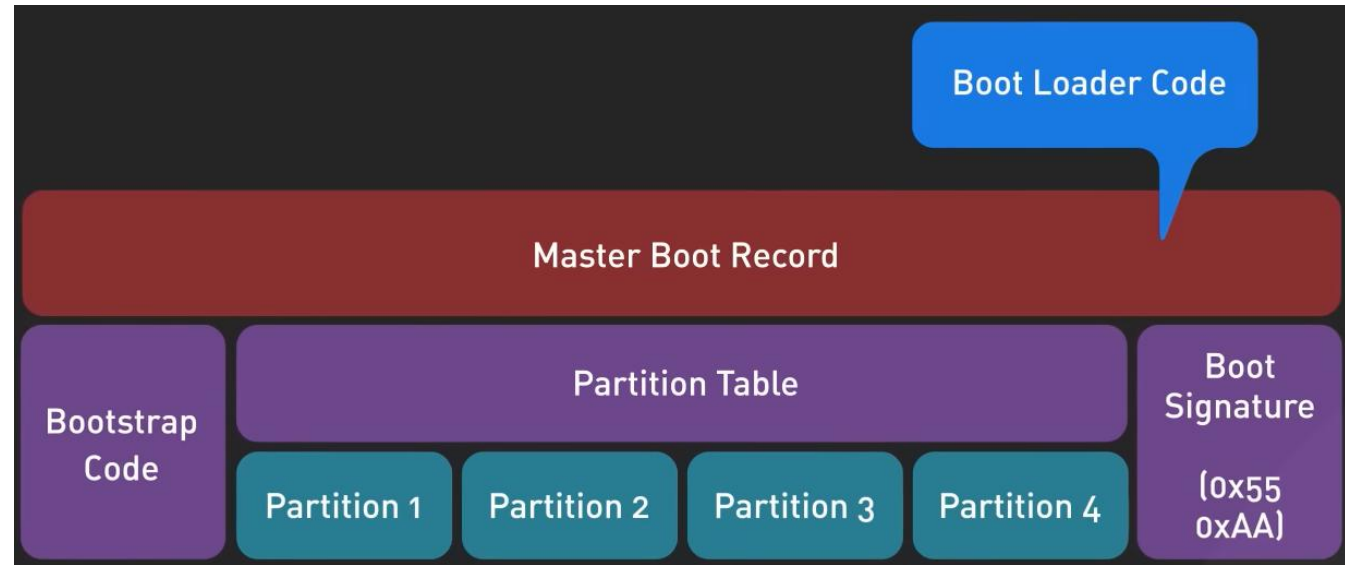 Boot Loader Code
Master Boot Record
Bootstrap
Code
Partition Table
Partition 1
Partition 2
Partition 3
Partition 4
Boot
Signature
(0x55
0xAA)